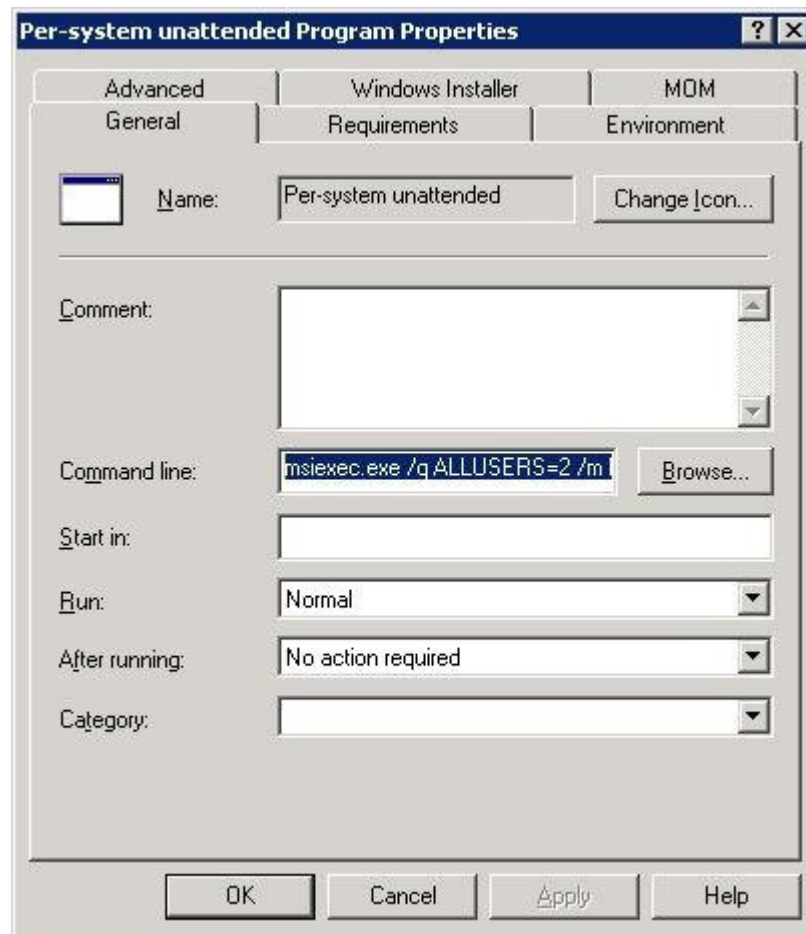 Per-system unattended Program Properties
Advanced Windows Installer MOM
General Requirements Environment
Name: Per-system unattended Change Icon...
Comment:
Command line: msiexec.exe /q ALLUSERS=2 /m Browse...
Start in:
Run: Normal
After running: No action required
Category:
OK Cancel Apply Help